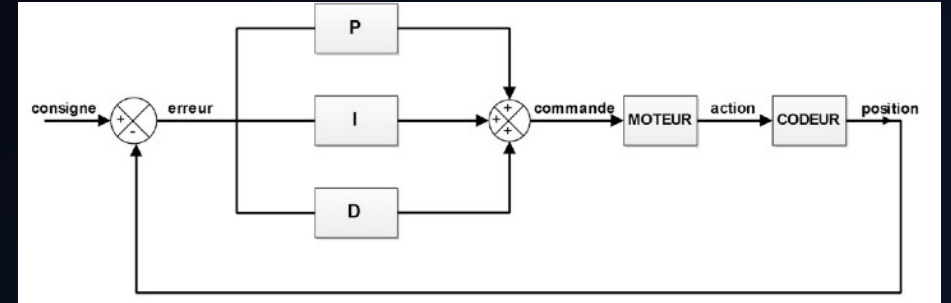 P
consigne
+
-
erreur
I
+
+
+
commande
MOTEUR
action
CODEUR
position
D